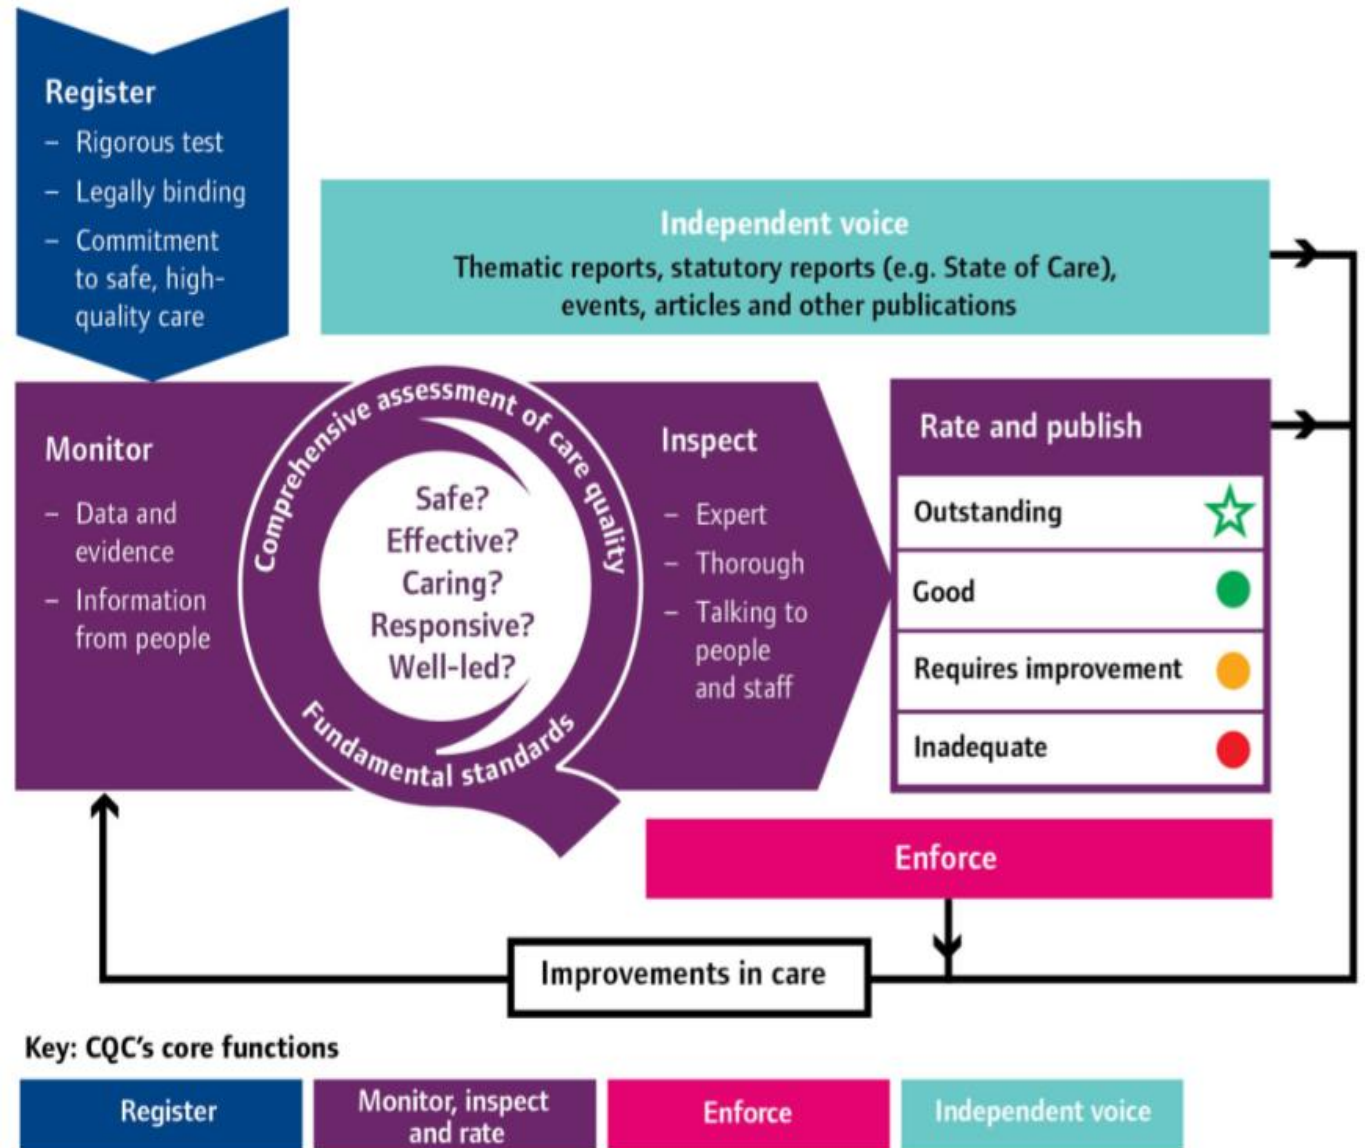 Register
– Rigorous test
– Legally binding
– Commitment
to safe, high-
quality care
Independent voice
Thematic reports, statutory reports (e.g. State of Care),
events, articles and other publications
Monitor
– Data and
evidence
– Information
from people
Comprehensive assessment of care quality
Safe?
Effective?
Caring?
Responsive?
Well-led?
Fundamental standards
Inspect
– Expert
– Thorough
– Talking to
people
and staff
Rate and publish
Outstanding
Good
Requires improvement
Inadequate
Enforce
Improvements in care
Key: CQC’s core functions
Register
Monitor, inspect
and rate
Enforce
Independent voice